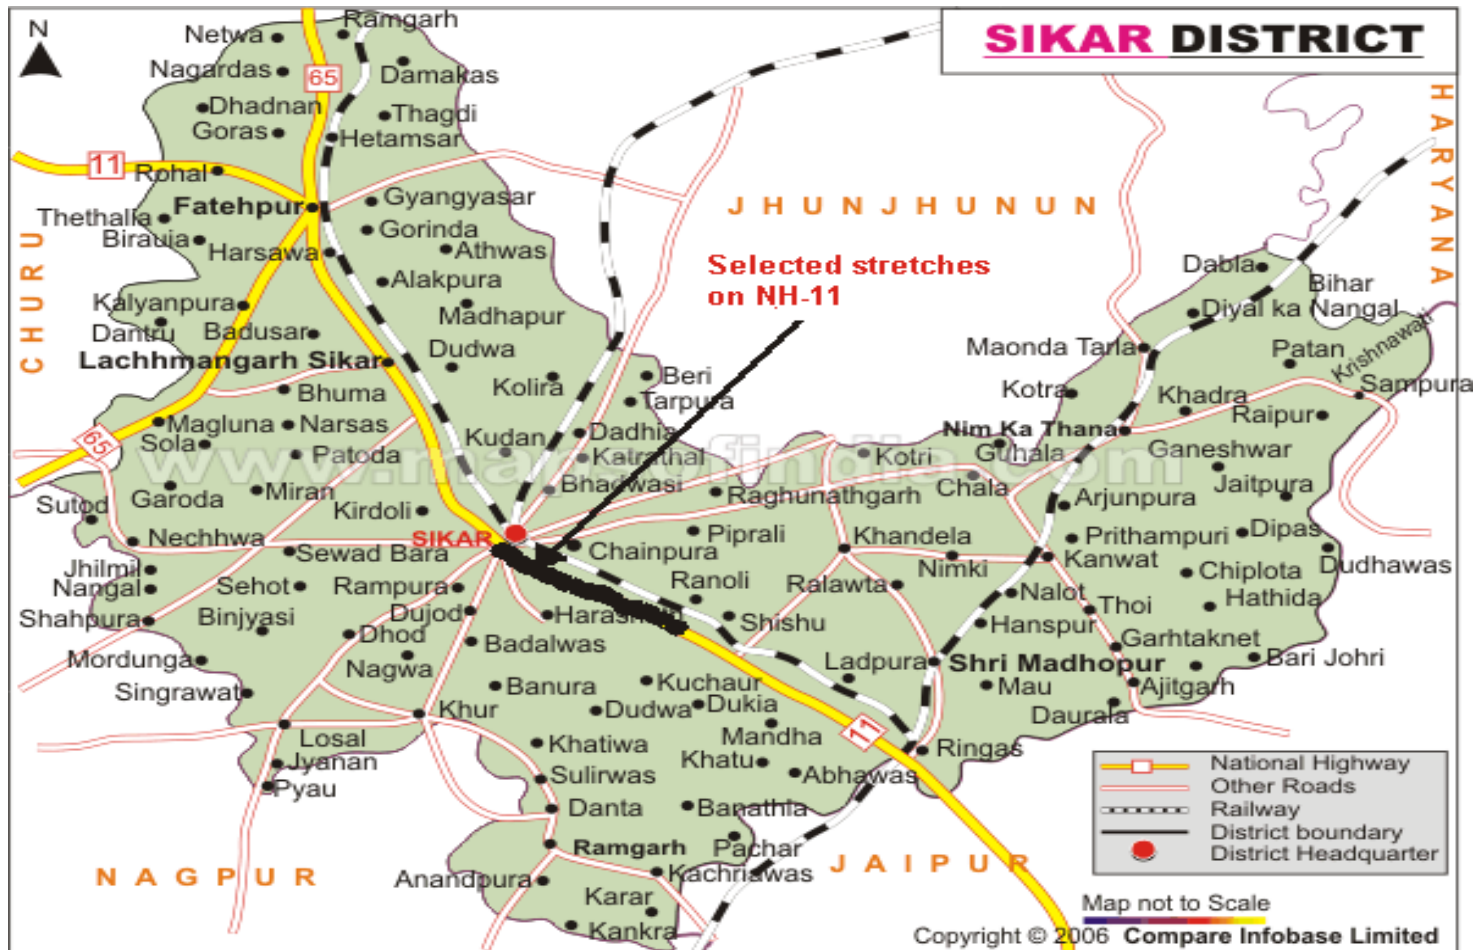 N
SIKAR DISTRICT
Ramgarh
Netwa
Nagardas
65
Damakas
Dhadnan
Thagdi
Goras
Hetamsar
11
Rohal
Gyangyasar
Fatehpur
Thethalia
Birauia
Gorinda
Harsawa
Athwas
JHUNJHUNUN
HARYANA
CHURU
Selected stretches
on NH-11
Alakpura
Kalyanpura
Dantru
Badusar
Madhapur
Dabla
Bihar
Diyal ka Nangal
Lachhmangarh Sikar
Dudwa
Maonda Tarla
Patan
Krishnawati
Bhuma
Kolira
Beri
Tarpura
Kotra
Khadra
Sampura
Raipur
Magluna
Narsas
65
Sola
Patoda
Kudan
Dadhia
Katrathal
Nim Ka Thana
Guhala
Kotri
Ganeshwar
www.mapsofindia.com
Garoda
Miran
Bhadwasi
Raghunathgarh
Chala
Arjunpura
Jaitpura
Sutod
Kirdoli
Nechhwa
SIKAR
Sewad Bara
Chainpura
Piprali
Khandela
Prithampuri
Dipas
Kanwat
Dudhawas
Jhilmil
Nangal
Sehot
Rampura
Ranoli
Ralawta
Nimki
Chiplota
Shahpura
Binjyasi
Dujod
Shishu
Nalot
Thoi
Hathida
Dhod
Badalwas
Hanspur
Garhtaknet
Mordunga
Nagwa
Ladpura
Shri Madhopur
Bari Johri
Singrawat
Banura
Kuchaur
Mau
Ajitgarh
Khur
Dudwa
Dukia
Daurala
Losal
Khatiwa
Mandha
11
Ringas
Jyanan
Khatu
Abhawas
Pyau
Sulirwas
Danta
Banathla
Ramgarh
Pachar
NAGPUR
JAIPUR
Anandpura
Kachriawas
Karar
Kankra
National Highway
Other Roads
Railway
District boundary
District Headquarter
Map not to Scale
Copyright © 2006 Compare Infobase Limited